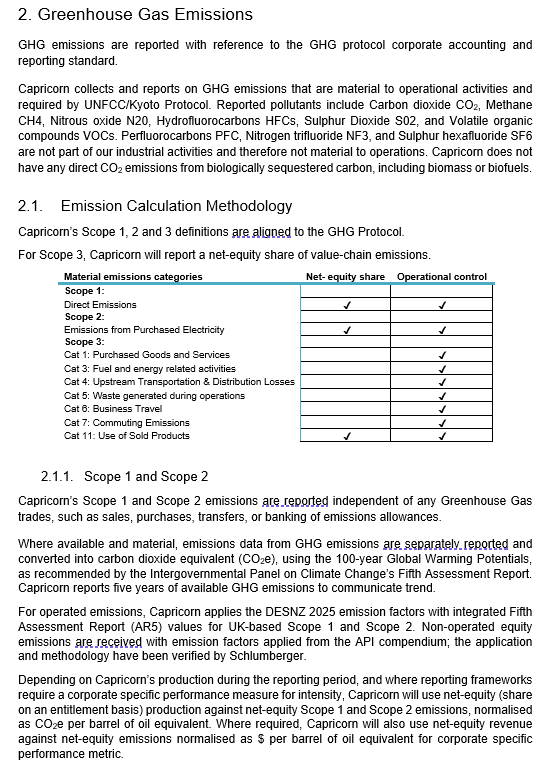 2. Greenhouse Gas Emissions
GHG emissions are reported with reference to the GHG protocol corporate accounting and
reporting standard.
Capricorn collects and reports on GHG emissions that are material to operational activities and
required by UNFCC/Kyoto Protocol. Reported pollutants include Carbon dioxide CO₂, Methane
CH4, Nitrous oxide N20, Hydrofluorocarbons HFCs, Sulphur Dioxide S02, and Volatile organic
compounds VOCs. Perfluorocarbons PFC, Nitrogen trifluoride NF3, and Sulphur hexafluoride SF6
are not part of our industrial activities and therefore not material to operations. Capricorn does not
have any direct CO₂ emissions from biologically sequestered carbon, including biomass or biofuels.
2.1. Emission Calculation Methodology
Capricorn's Scope 1, 2 and 3 definitions are aligned to the GHG Protocol.
For Scope 3, Capricorn will report a net-equity share of value-chain emissions.
Material emissions categories Net- equity share Operational control
Scope 1:
Direct Emissions ✓ ✓
Scope 2:
Emissions from Purchased Electricity ✓ ✓
Scope 3:
Cat 1: Purchased Goods and Services ✓
Cat 3: Fuel and energy related activities ✓
Cat 4: Upstream Transportation & Distribution Losses ✓
Cat 5: Waste generated during operations ✓
Cat 6: Business Travel ✓
Cat 7: Commuting Emissions ✓
Cat 11: Use of Sold Products ✓ ✓
2.1.1. Scope 1 and Scope 2
Capricorn's Scope 1 and Scope 2 emissions are reported independent of any Greenhouse Gas
trades, such as sales, purchases, transfers, or banking of emissions allowances.
Where available and material, emissions data from GHG emissions are separately reported and
converted into carbon dioxide equivalent (CO₂e), using the 100-year Global Warming Potentials,
as recommended by the Intergovernmental Panel on Climate Change's Fifth Assessment Report.
Capricorn reports five years of available GHG emissions to communicate trend.
For operated emissions, Capricorn applies the DESNZ 2025 emission factors with integrated Fifth
Assessment Report (AR5) values for UK-based Scope 1 and Scope 2. Non-operated equity
emissions are received with emission factors applied from the API compendium; the application
and methodology have been verified by Schlumberger.
Depending on Capricorn's production during the reporting period, and where reporting frameworks
require a corporate specific performance measure for intensity, Capricorn will use net-equity (share
on an entitlement basis) production against net-equity Scope 1 and Scope 2 emissions, normalised
as CO₂e per barrel of oil equivalent. Where required, Capricorn will also use net-equity revenue
against net-equity emissions normalised as $ per barrel of oil equivalent for corporate specific
performance metric.